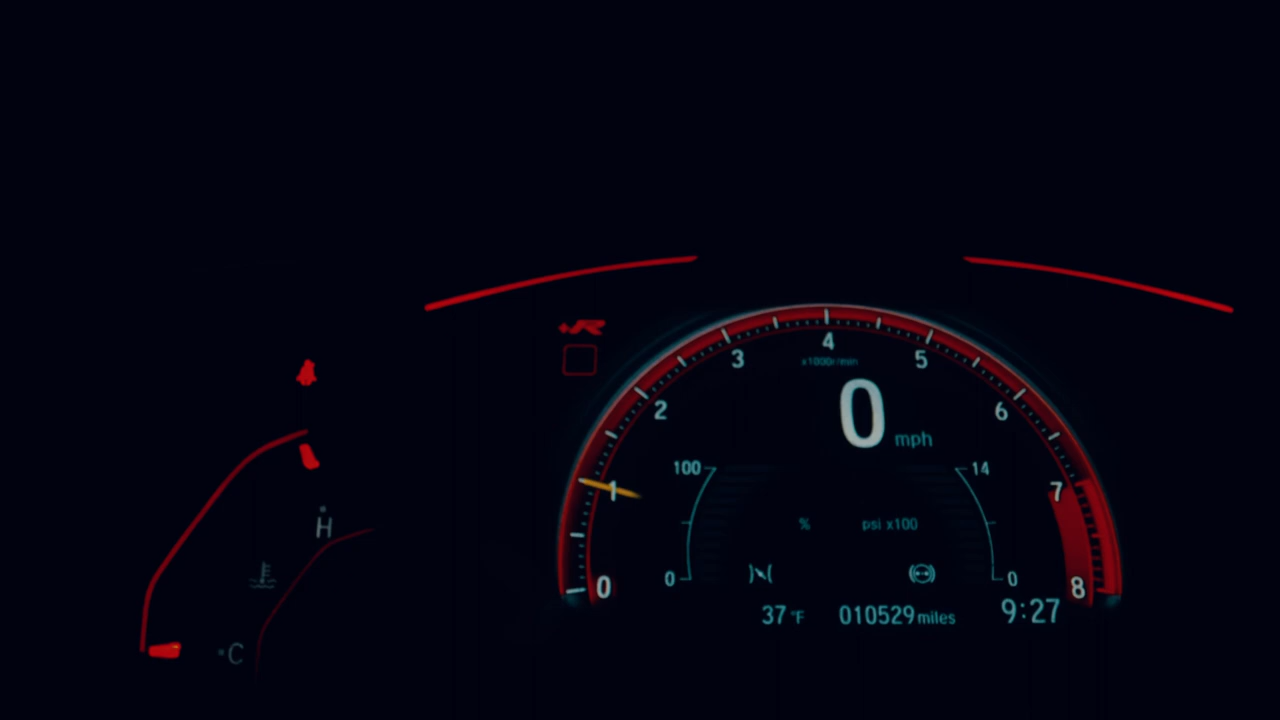 R
4
3 5
x1000r/min
2 6
0 mph
100 14
1 7
H
% psi x100
0 0
0 8
37 °F 010529 miles 9:27
C